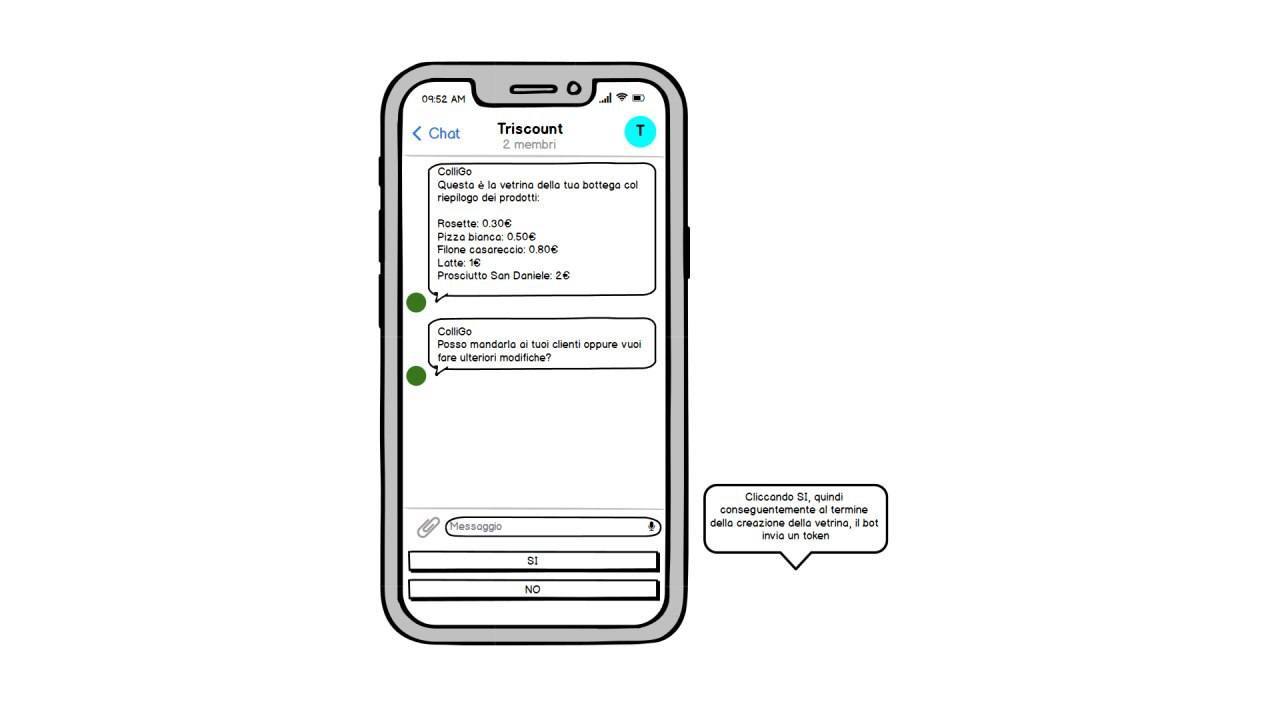 09:52 AM
Chat
Triscount
2 membri
T
ColliGo
Questa è la vetrina della tua bottega col
riepilogo dei prodotti:
Rosette: 0.30€
Pizza bianca: 0.50€
Filone casareccio: 0.80€
Latte: 1€
Prosciutto San Daniele: 2€
ColliGo
Posso mandarla ai tuoi clienti oppure vuoi
fare ulteriori modifiche?
Messaggio
SI
NO
Cliccando SI, quindi
conseguentemente al termine
della creazione della vetrina, il bot
invia un token